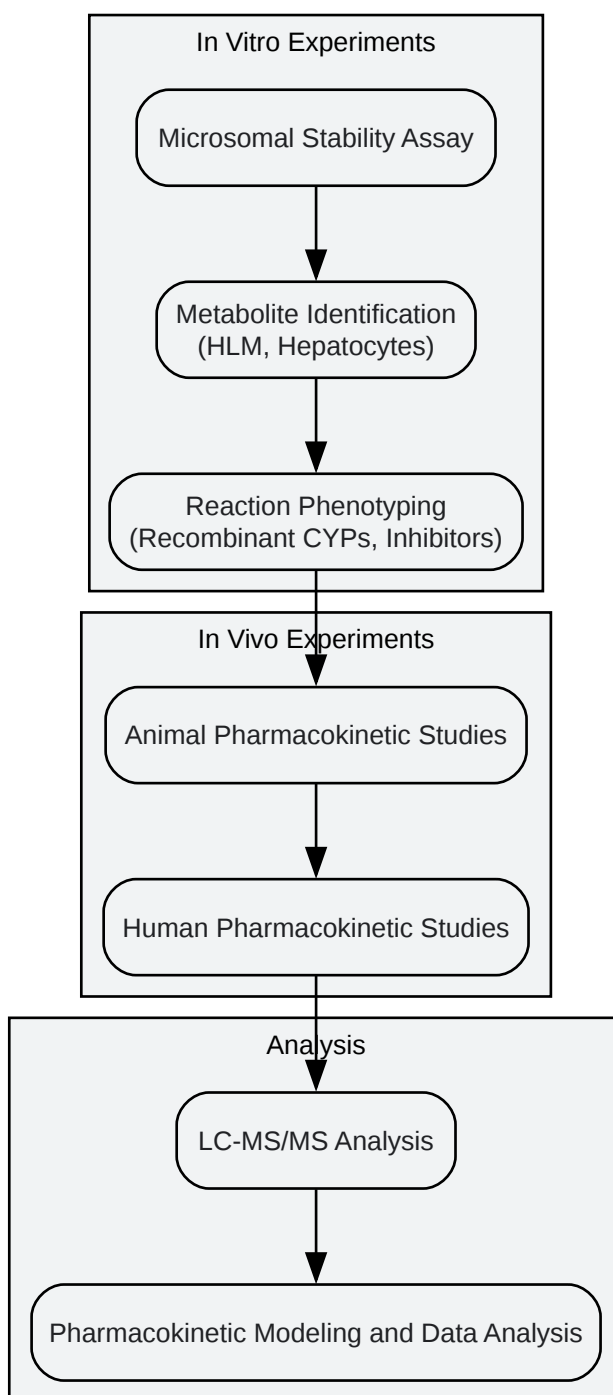 In Vitro Experiments
Microsomal Stability Assay
Metabolite Identification
(HLM, Hepatocytes)
Reaction Phenotyping
(Recombinant CYPs, Inhibitors)
In Vivo Experiments
Animal Pharmacokinetic Studies
Human Pharmacokinetic Studies
Analysis
LC-MS/MS Analysis
Pharmacokinetic Modeling and Data Analysis